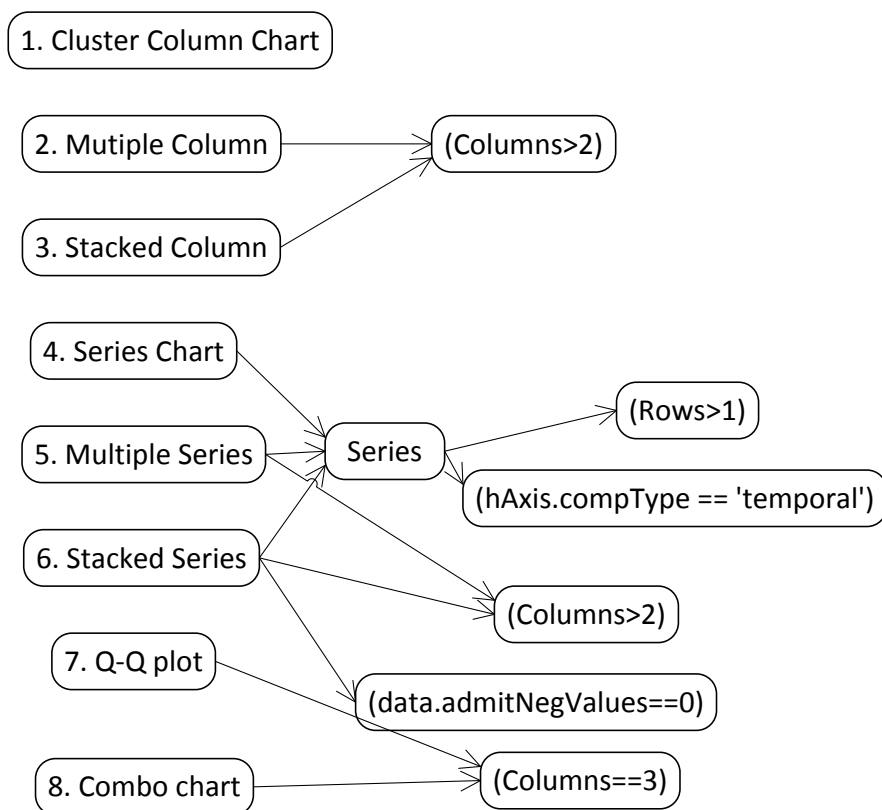 1. Cluster Column Chart
2. Mutiple Column
(Columns>2)
3. Stacked Column
4. Series Chart
(Rows>1)
5. Multiple Series
Series
(hAxis.compType == 'temporal')
6. Stacked Series
(Columns>2)
7. Q-Q plot
(data.admitNegValues==0)
8. Combo chart
(Columns==3)